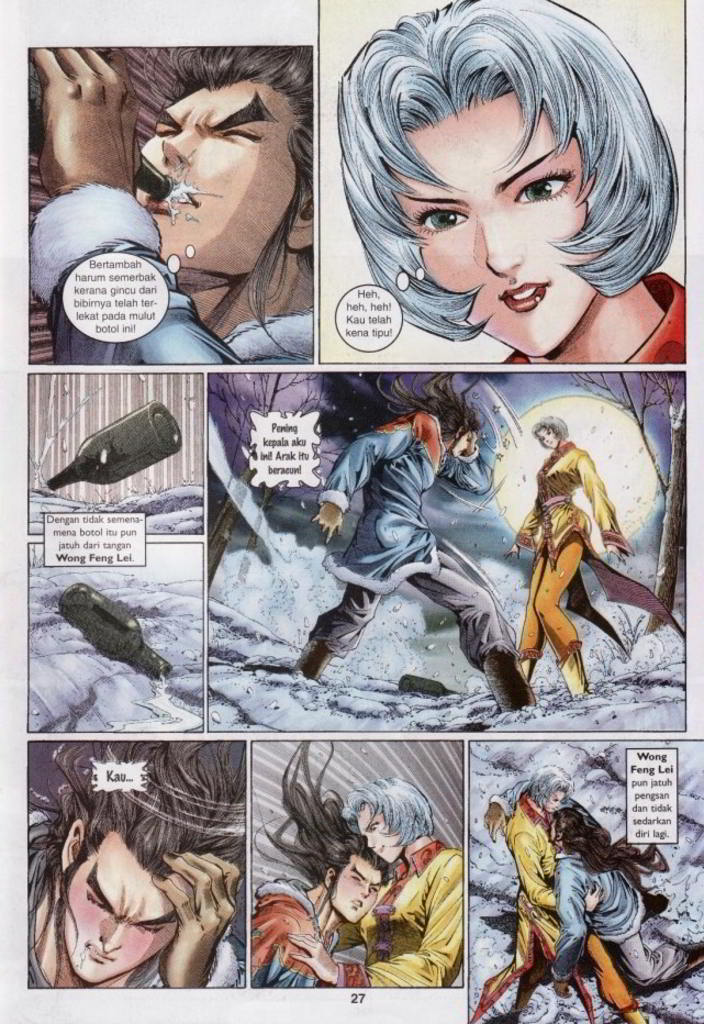 Bertambah
harum semerbak
kerana gincu dari
bibirnya telah ter-
lekat pada mulut
botol ini!
Heh,
heh, heh!
Kau telah
kena tipu!
Dengan tidak semena-
mena botol itu pun
jatuh dari tangan
Wong Feng Lei.
Pening
kepala aku
ini! Arak itu
beracun!
Kau...
Wong
Feng Lei
pun jatuh
pengsan
dan tidak
sedarkan
diri lagi.
27